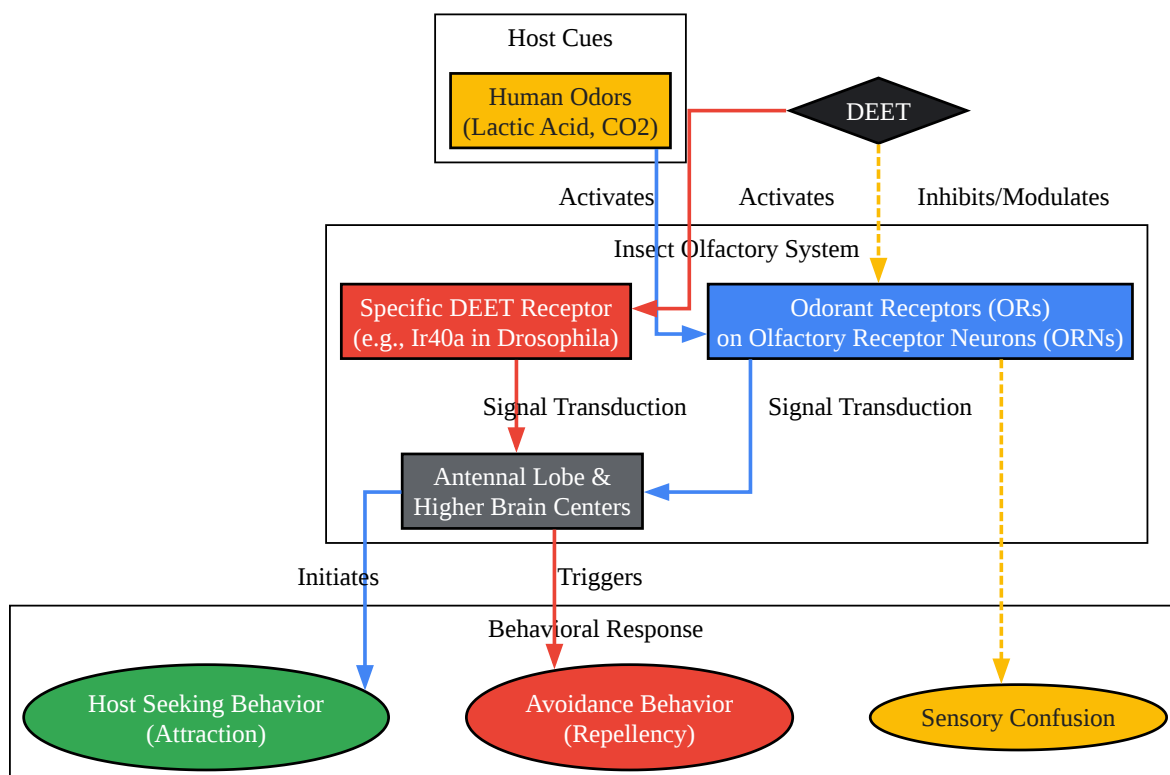 Host Cues
Human Odors
(Lactic Acid, CO2)
DEET
Activates
Activates
Inhibits/Modulates
Insect Olfactory System
Specific DEET Receptor
(e.g., Ir40a in Drosophila)
Odorant Receptors (ORs)
on Olfactory Receptor Neurons (ORNs)
Signal Transduction
Signal Transduction
Antennal Lobe &
Higher Brain Centers
Initiates
Triggers
Behavioral Response
Host Seeking Behavior
(Attraction)
Avoidance Behavior
(Repellency)
Sensory Confusion